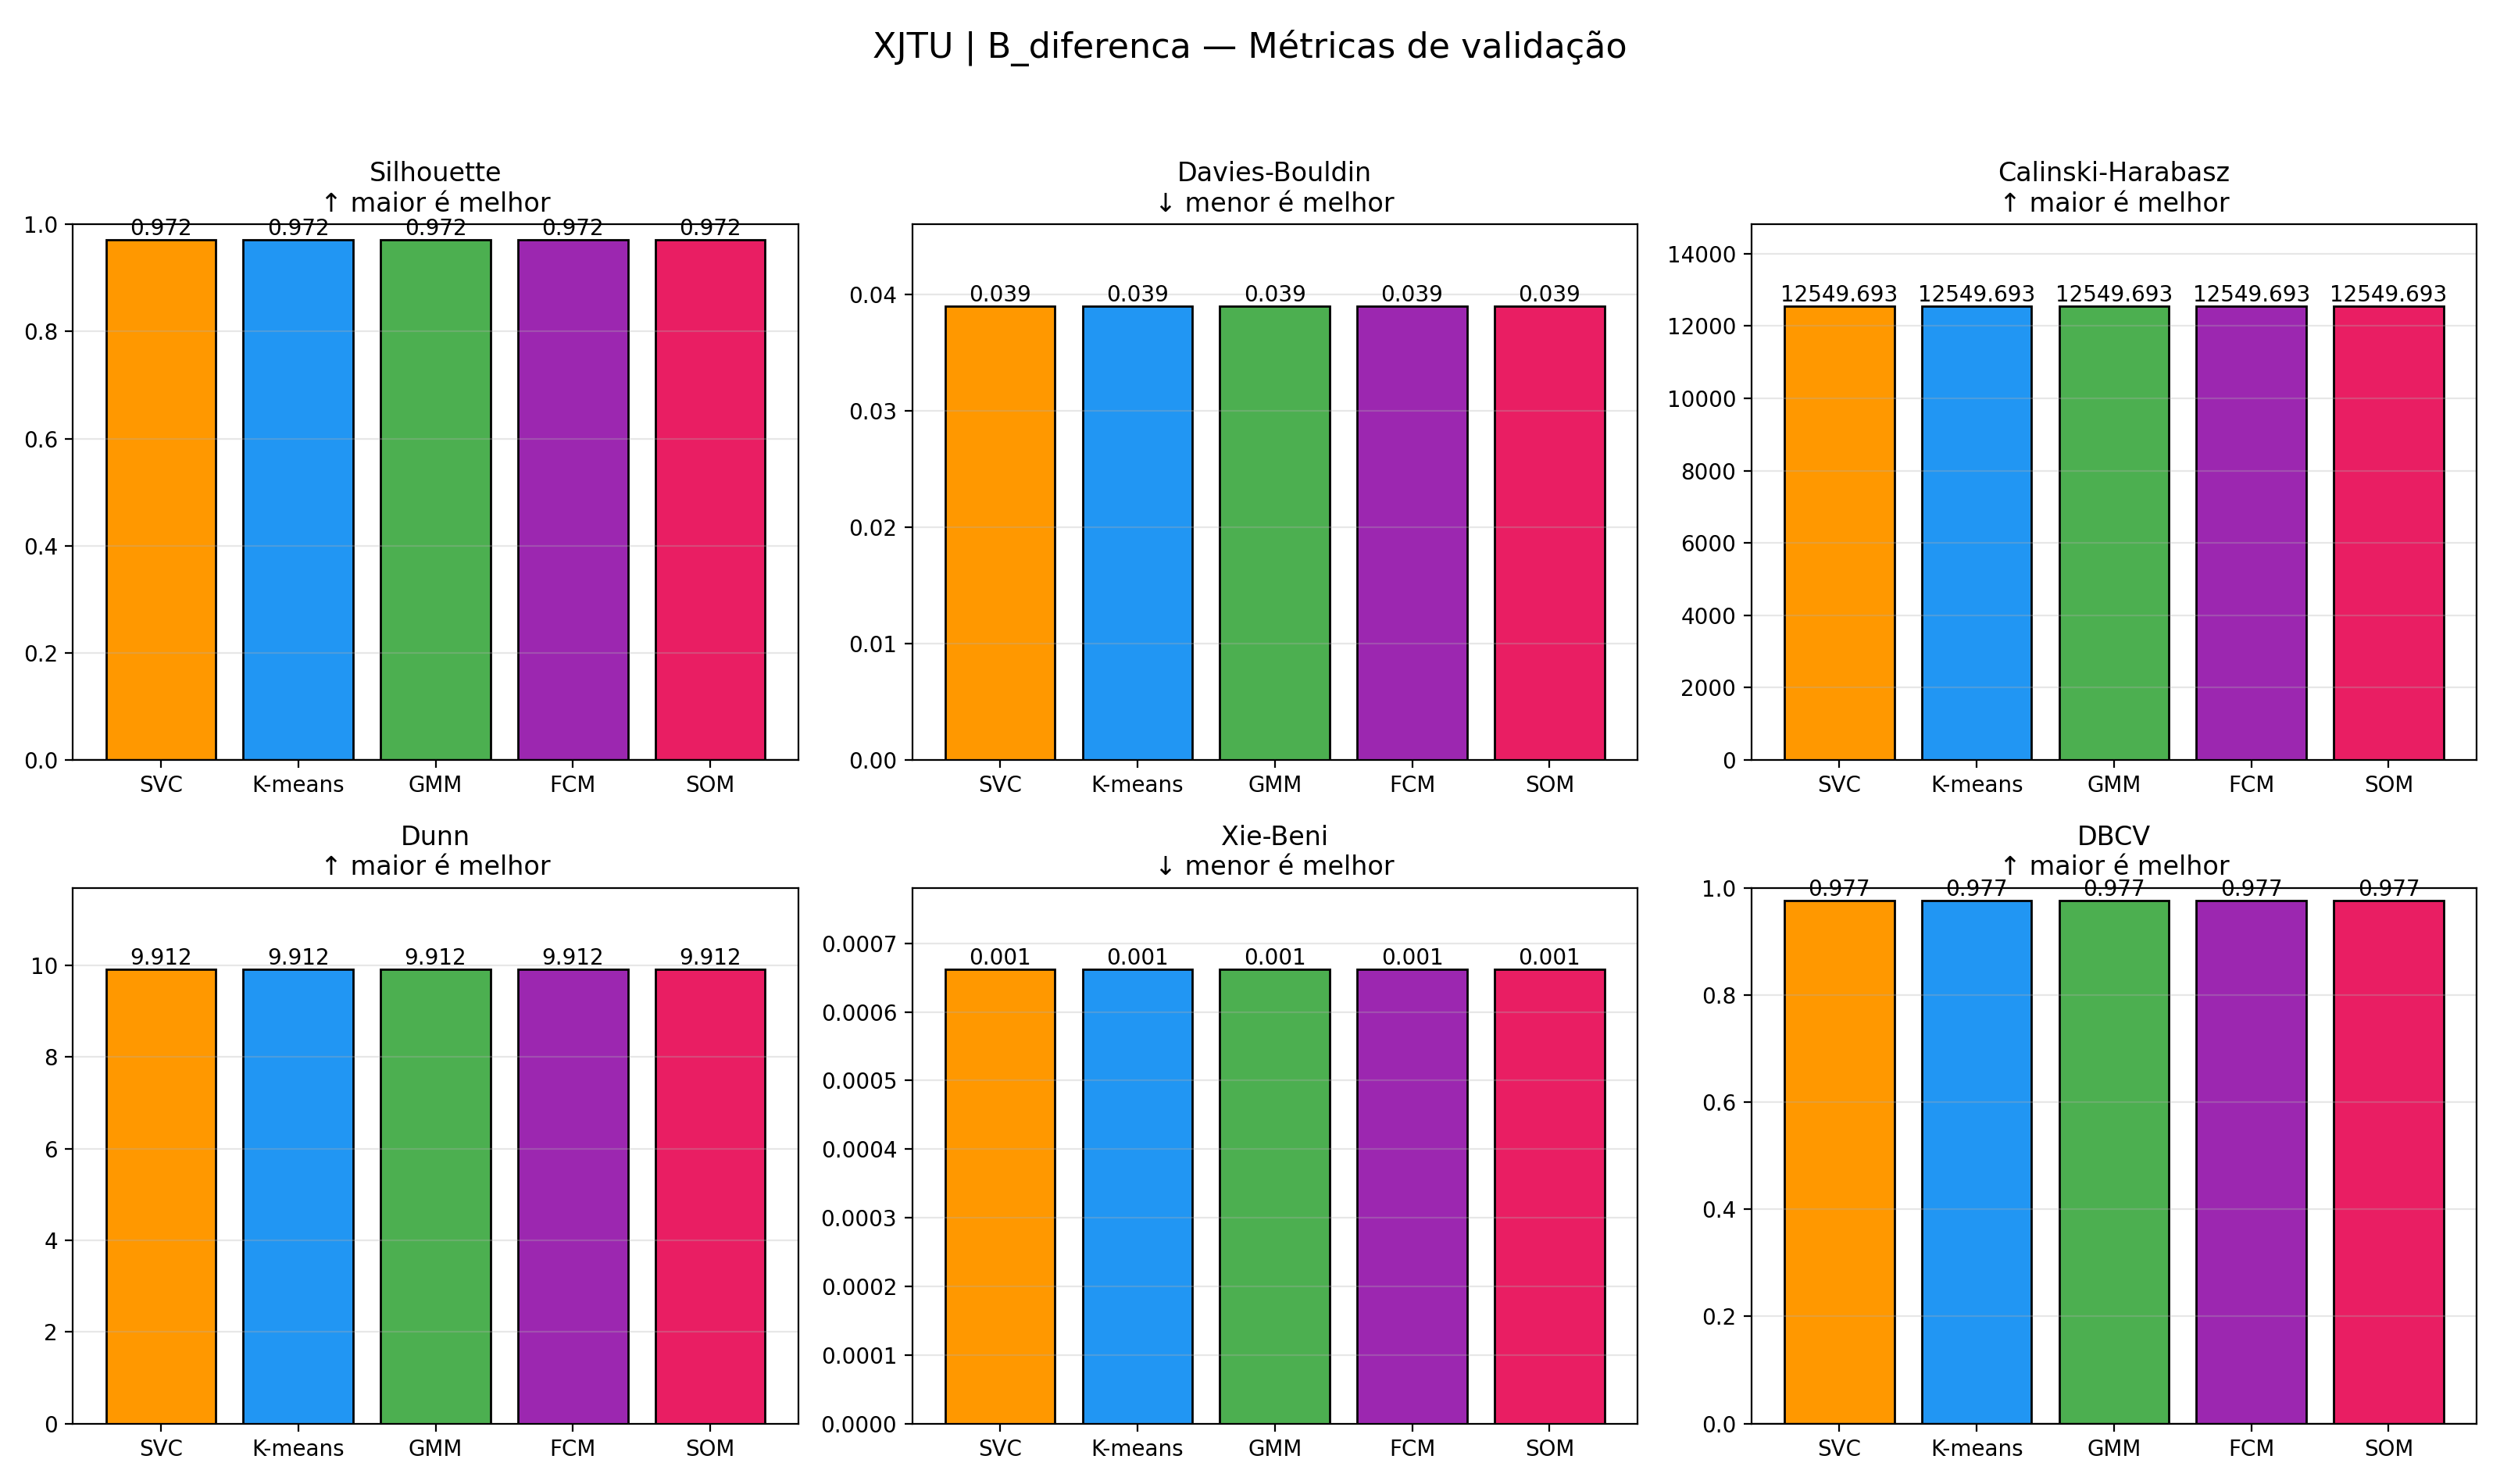 XJTU | B_diferenca — Métricas de validação
Silhouette
↑ maior é melhor
1.0
0.8
0.6
0.4
0.2
0.0
0.972 0.972 0.972 0.972 0.972
SVC K-means GMM FCM SOM
Davies-Bouldin
↓ menor é melhor
0.04
0.03
0.02
0.01
0.00
0.039 0.039 0.039 0.039 0.039
SVC K-means GMM FCM SOM
Calinski-Harabasz
↑ maior é melhor
14000
12000
10000
8000
6000
4000
2000
0
12549.693 12549.693 12549.693 12549.693 12549.693
SVC K-means GMM FCM SOM
Dunn
↑ maior é melhor
10
8
6
4
2
0
9.912 9.912 9.912 9.912 9.912
SVC K-means GMM FCM SOM
Xie-Beni
↓ menor é melhor
0.0007
0.0006
0.0005
0.0004
0.0003
0.0002
0.0001
0.0000
0.001 0.001 0.001 0.001 0.001
SVC K-means GMM FCM SOM
DBCV
↑ maior é melhor
1.0
0.8
0.6
0.4
0.2
0.0
0.977 0.977 0.977 0.977 0.977
SVC K-means GMM FCM SOM